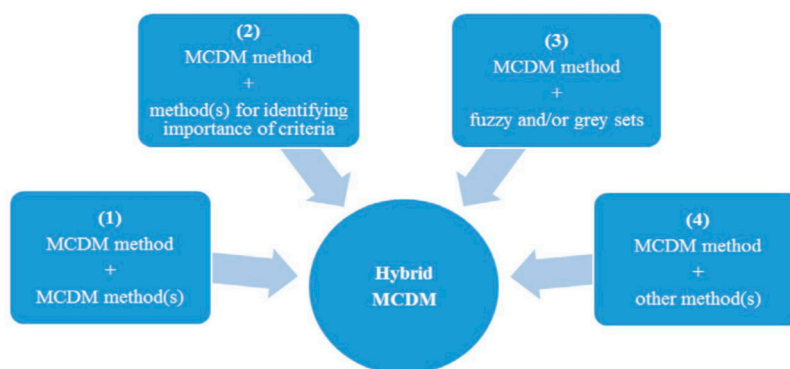 (1)
MCDM method
+
MCDM method(s)
(2)
MCDM method
+
method(s) for identifying
importance of criteria
(3)
MCDM method
+
fuzzy and/or grey sets
(4)
MCDM method
+
other method(s)
Hybrid
MCDM